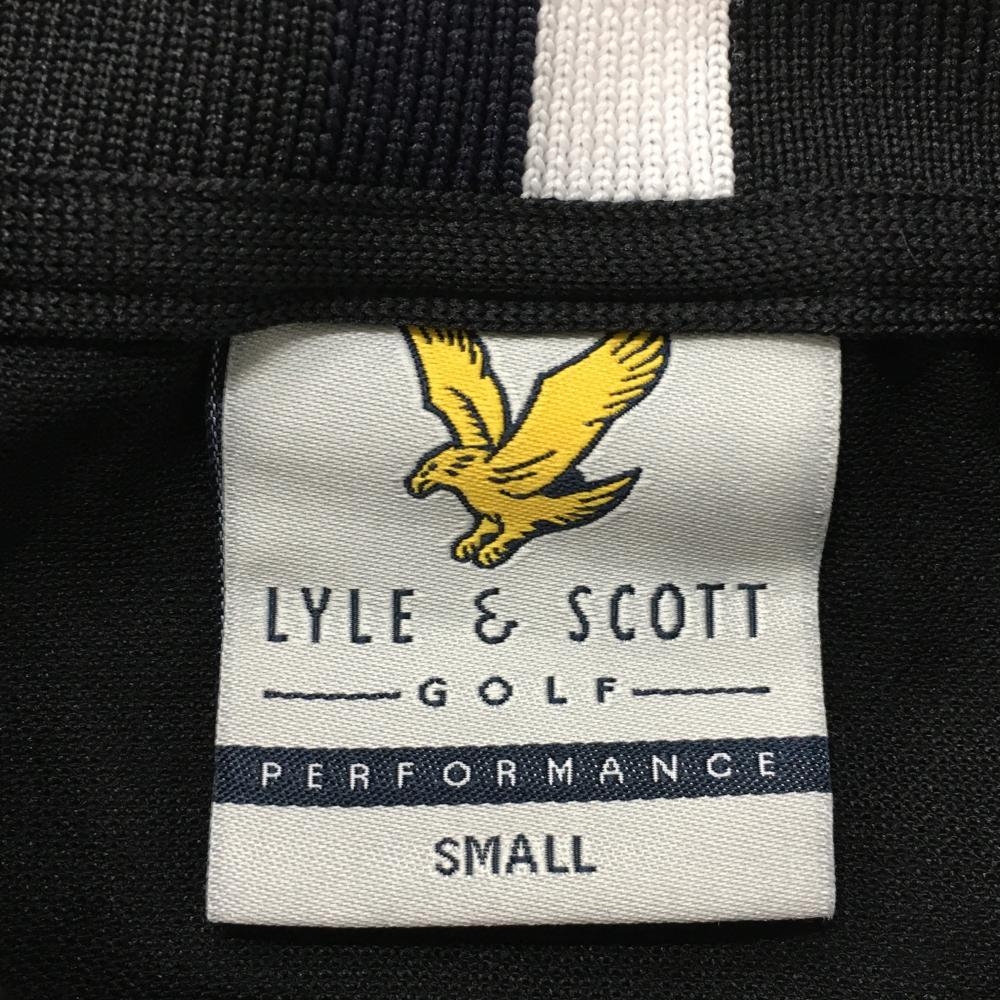 LYLE & SCOTT
GOLF
PERFORMANCE
SMALL